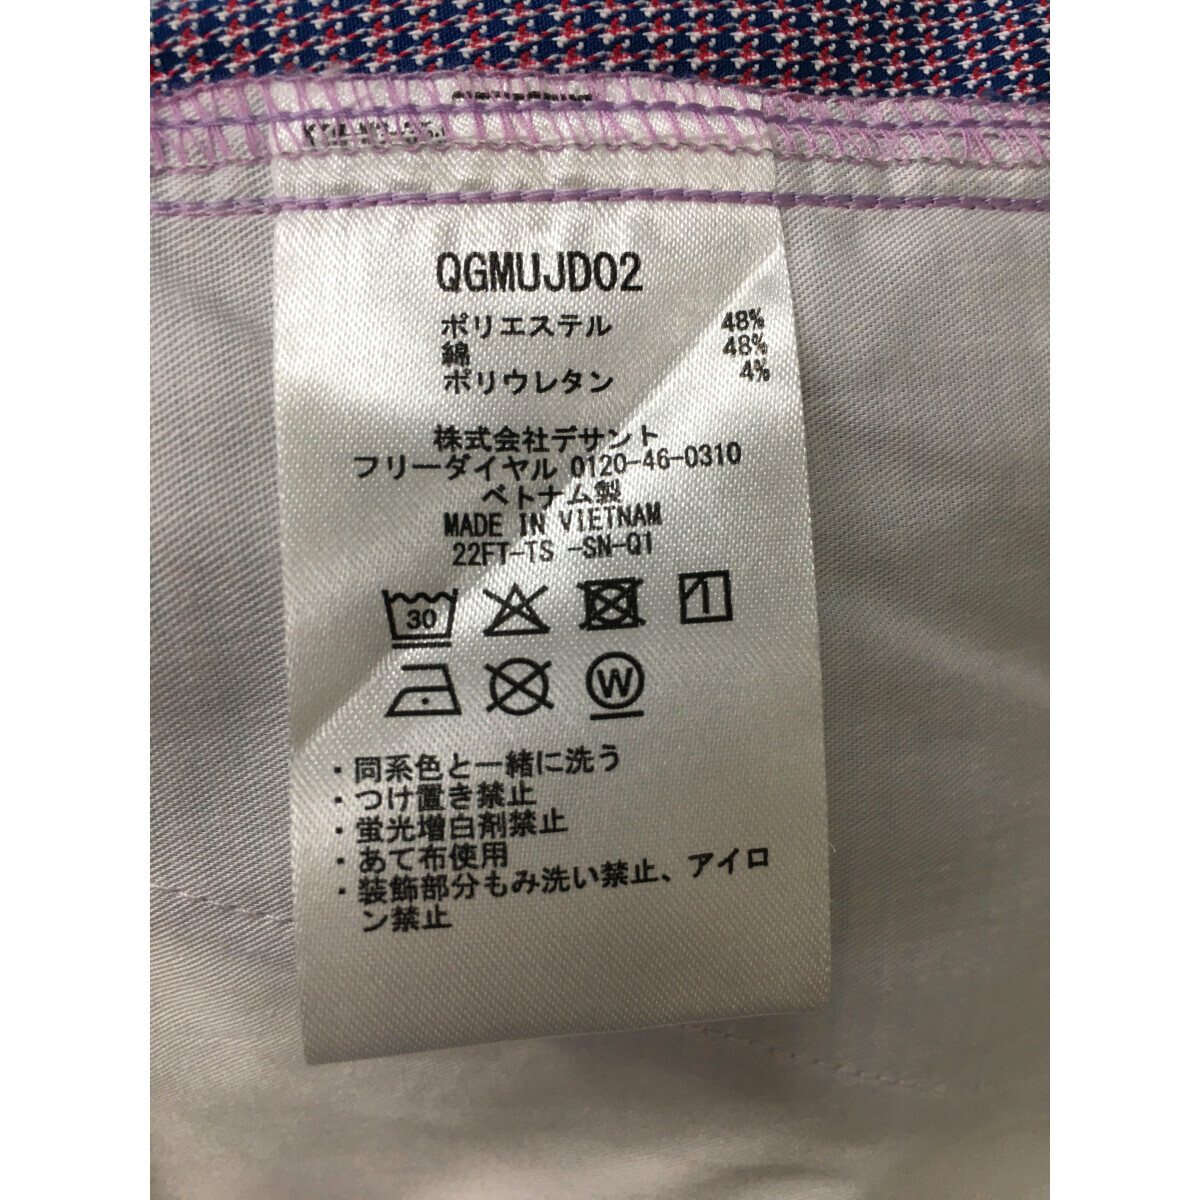 QGMUJD02
ポリエステル 48%
綿 48%
ポリウレタン 4%
株式会社デサント
フリーダイヤル 0120-46-0310
ベトナム製
MADE IN VIETNAM
22FT-TS -SN-Q1
30
W
・同系色と一緒に洗う
・つけ置き禁止
・蛍光増白剤禁止
・あて布使用
・装飾部分もみ洗い禁止、アイロ
ン禁止